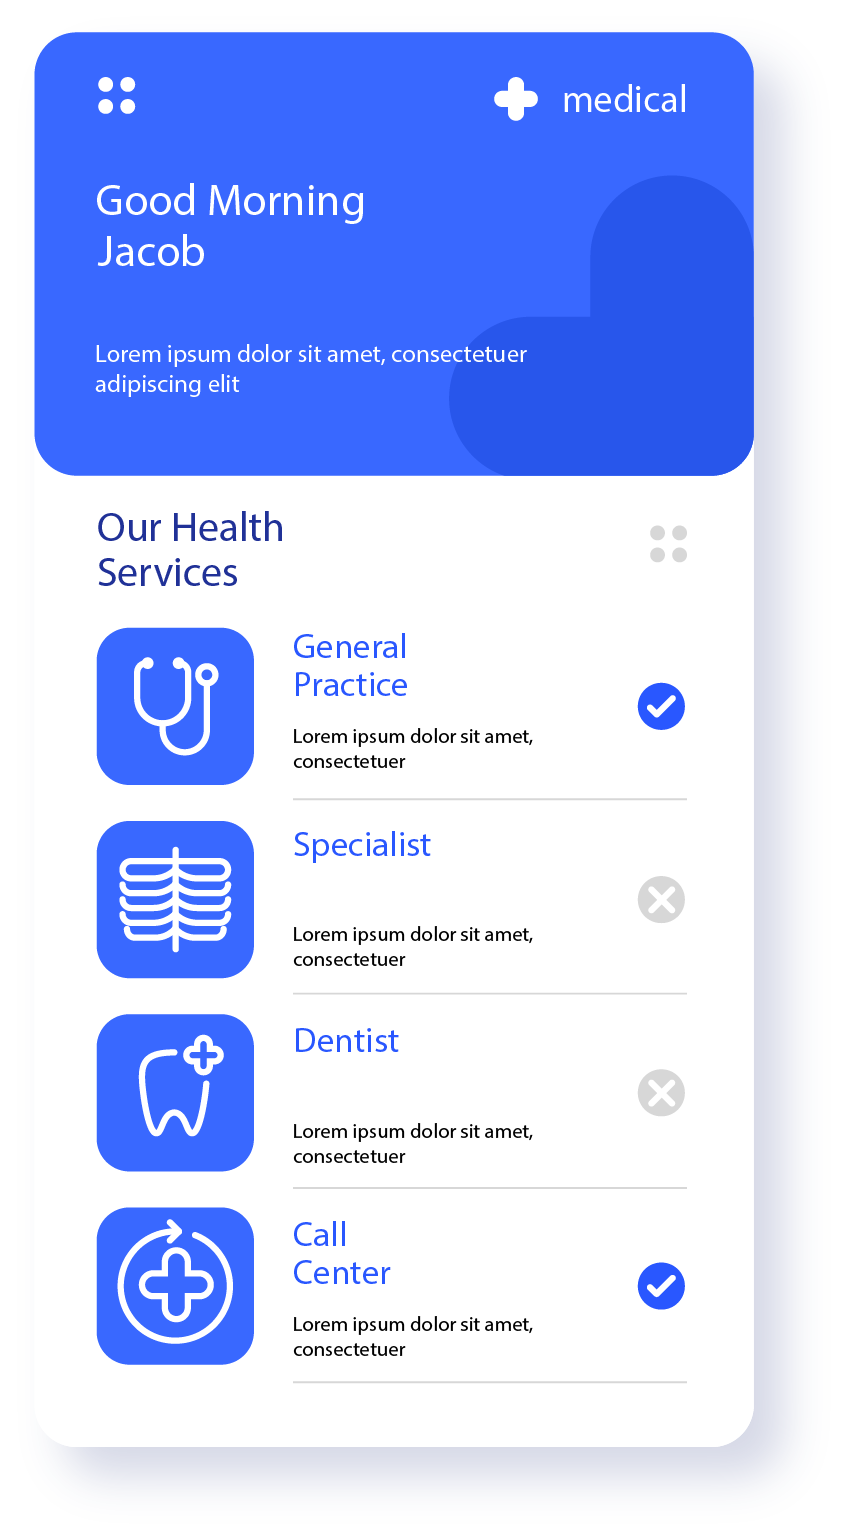 medical
Good Morning
Jacob
Lorem ipsum dolor sit amet, consectetuer
adipiscing elit
Our Health
Services
General
Practice
Lorem ipsum dolor sit amet,
consectetuer
Specialist
Lorem ipsum dolor sit amet,
consectetuer
Dentist
Lorem ipsum dolor sit amet,
consectetuer
Call
Center
Lorem ipsum dolor sit amet,
consectetuer